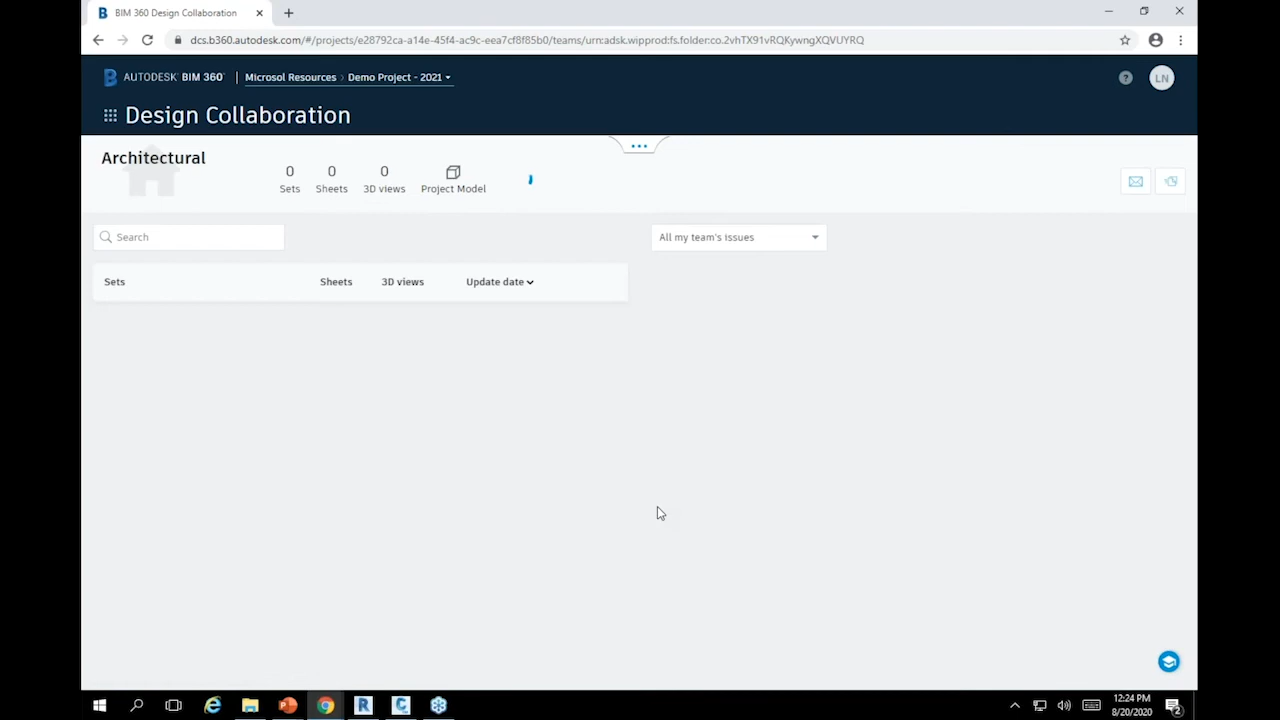 BIM 360 Design Collaboration
dcs.b360.autodesk.com/#/projects/e28792ca-a14e-45f4-ac9c-eea7cf8f85b0/teams/urn:adsk.wipprod:fs.folder:co.2vhTX91vRQKywngXQVUYRQ
AUTODESK® BIM 360® | Microsol Resources > Demo Project - 2021
LN
Design Collaboration
Architectural
0 0 0
Sets Sheets 3D views Project Model
Search
All my team's issues
Sets Sheets 3D views Update date
12:24 PM
8/20/2020
2